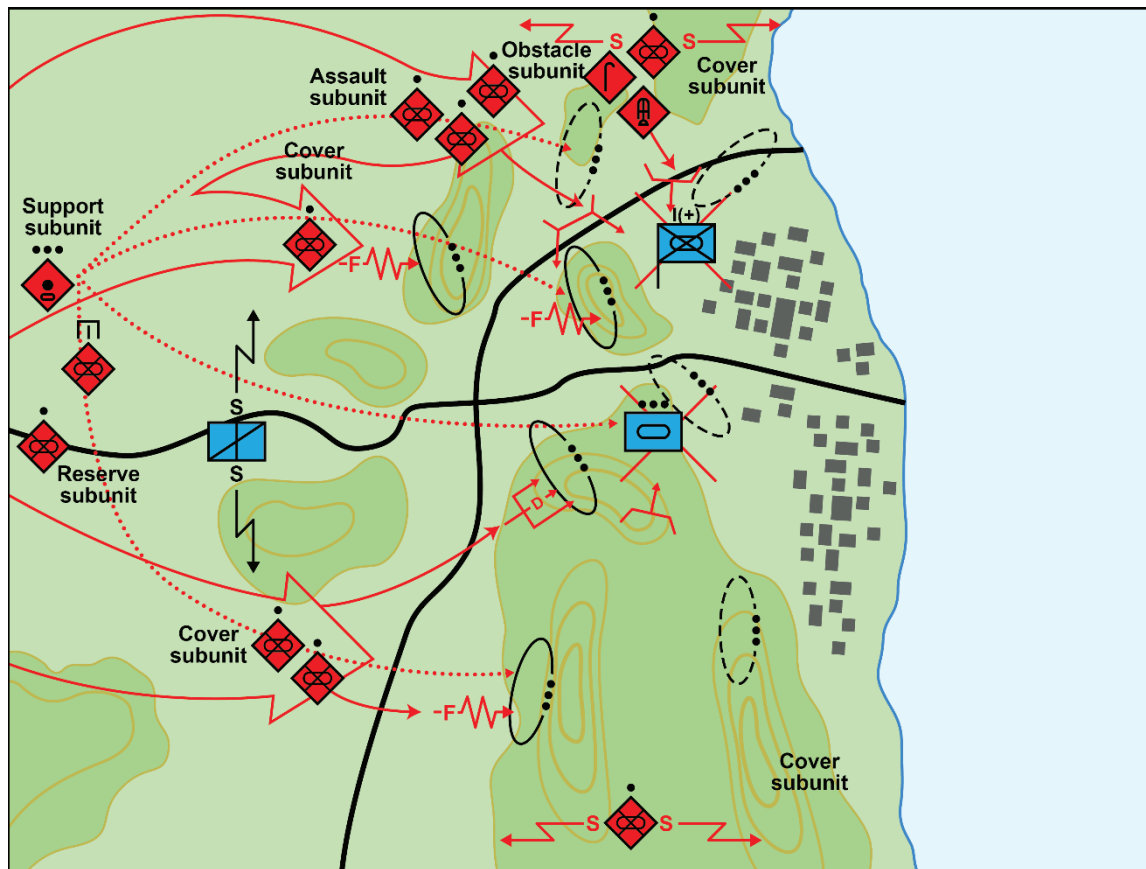 Obstacle
subunit
Assault
subunit
S
S
Cover
subunit
Cover
subunit
I(+)
Support
subunit
-F
-F
S
S
Reserve
subunit
D
Cover
subunit
-F
Cover
subunit
S
S